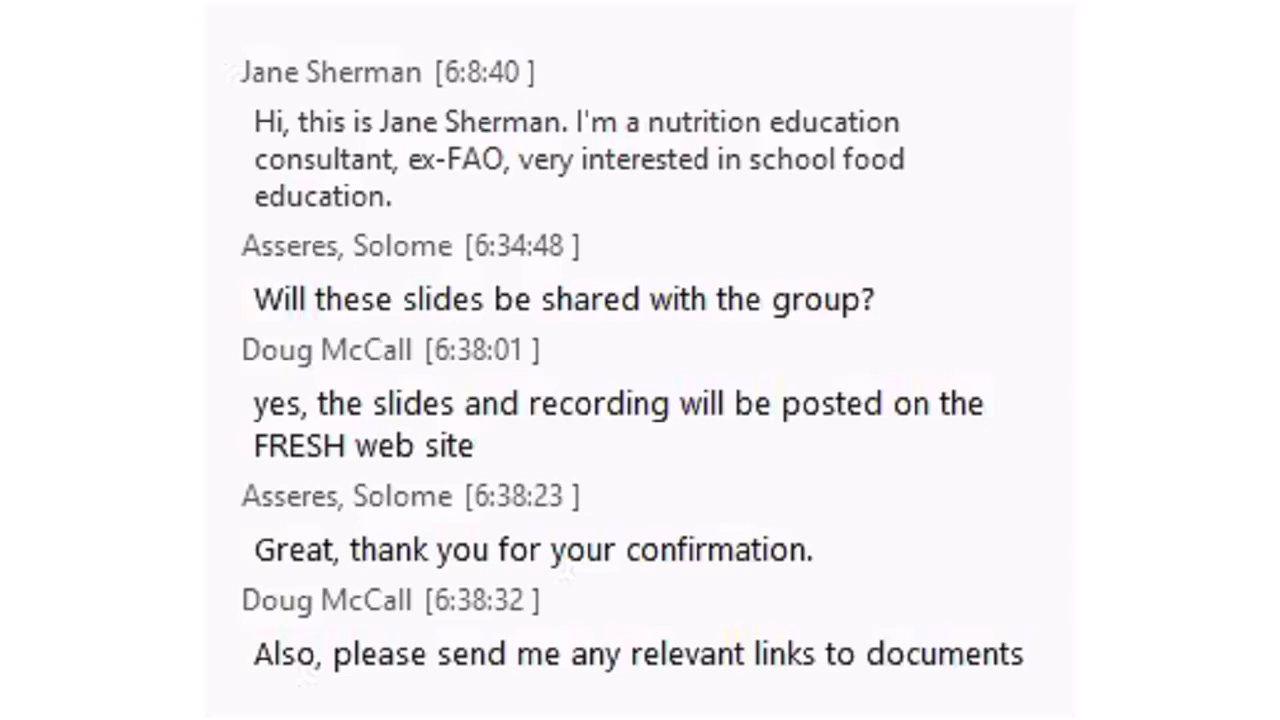 Jane Sherman [6:8:40 ]
Hi, this is Jane Sherman. I'm a nutrition education
consultant, ex-FAO, very interested in school food
education.
Asseres, Solome [6:34:48 ]
Will these slides be shared with the group?
Doug McCall [6:38:01 ]
yes, the slides and recording will be posted on the
FRESH web site
Asseres, Solome [6:38:23 ]
Great, thank you for your confirmation.
Doug McCall [6:38:32 ]
Also, please send me any relevant links to documents